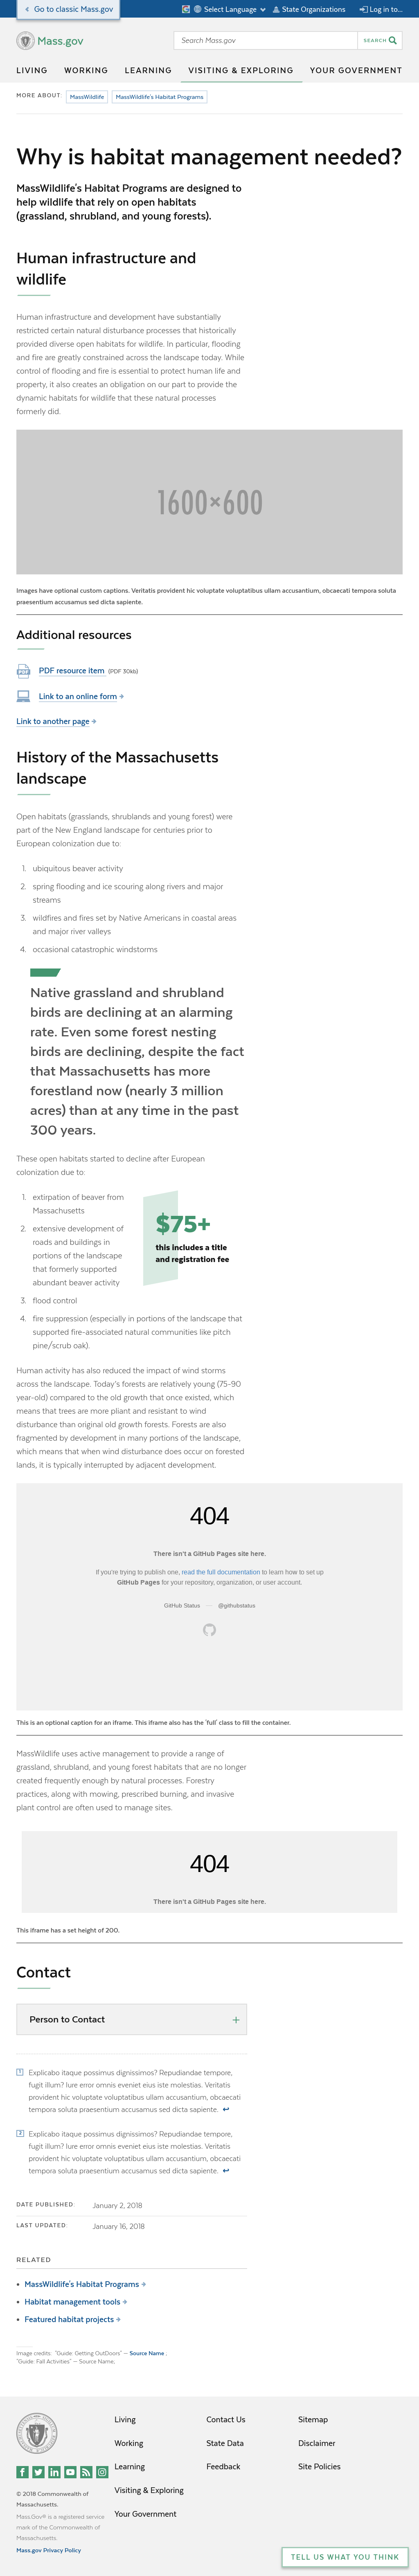 Go to classic Mass.gov
Select Language
State Organizations
Log in to...
Mass.gov
Search Mass.gov
SEARCH
LIVING
WORKING
LEARNING
VISITING & EXPLORING
YOUR GOVERNMENT
MORE ABOUT:
MassWildlife
MassWildlife's Habitat Programs
Why is habitat management needed?
MassWildlife's Habitat Programs are designed to
help wildlife that rely on open habitats
(grassland, shrubland, and young forests).
Human infrastructure and
wildlife
Human infrastructure and development have substantially
restricted certain natural disturbance processes that historically
provided diverse open habitats for wildlife. In particular, flooding
and fire are greatly constrained across the landscape today. While
control of flooding and fire is essential to protect human life and
property, it also creates an obligation on our part to provide the
dynamic habitats for wildlife that these natural processes
formerly did.
1600×600
Images have optional custom captions. Veritatis provident hic voluptate voluptatibus ullam accusantium, obcaecati tempora soluta
praesentium accusamus sed dicta sapiente.
Additional resources
PDF
PDF resource item (PDF 30kb)
Link to an online form
Link to another page
History of the Massachusetts
landscape
Open habitats (grasslands, shrublands and young forest) were
part of the New England landscape for centuries prior to
European colonization due to:
1. ubiquitous beaver activity
2. spring flooding and ice scouring along rivers and major
streams
3. wildfires and fires set by Native Americans in coastal areas
and major river valleys
4. occasional catastrophic windstorms
Native grassland and shrubland
birds are declining at an alarming
rate. Even some forest nesting
birds are declining, despite the fact
that Massachusetts has more
forestland now (nearly 3 million
acres) than at any time in the past
300 years.
These open habitats started to decline after European
colonization due to:
1. extirpation of beaver from
Massachusetts
2. extensive development of
roads and buildings in
portions of the landscape
that formerly supported
abundant beaver activity
$75+
this includes a title
and registration fee
3. flood control
4. fire suppression (especially in portions of the landscape that
supported fire-associated natural communities like pitch
pine/scrub oak).
Human activity has also reduced the impact of wind storms
across the landscape. Today's forests are relatively young (75-90
year-old) compared to the old growth that once existed, which
means that trees are more pliant and resistant to wind
disturbance than original old growth forests. Forests are also
fragmented by development in many portions of the landscape,
which means that when wind disturbance does occur on forested
lands, it is typically interrupted by adjacent development.
404
There isn't a GitHub Pages site here.
If you're trying to publish one, read the full documentation to learn how to set up
GitHub Pages for your repository, organization, or user account.
GitHub Status — @githubstatus
This is an optional caption for an iframe. This iframe also has the 'full' class to fill the container.
MassWildlife uses active management to provide a range of
grassland, shrubland, and young forest habitats that are no longer
created frequently enough by natural processes. Forestry
practices, along with mowing, prescribed burning, and invasive
plant control are often used to manage sites.
404
There isn't a GitHub Pages site here.
This iframe has a set height of 200.
Contact
Person to Contact
1 Explicabo itaque possimus dignissimos? Repudiandae tempore,
fugit illum? Iure error omnis eveniet eius iste molestias. Veritatis
provident hic voluptate voluptatibus ullam accusantium, obcaecati
tempora soluta praesentium accusamus sed dicta sapiente. ↩
2 Explicabo itaque possimus dignissimos? Repudiandae tempore,
fugit illum? Iure error omnis eveniet eius iste molestias. Veritatis
provident hic voluptate voluptatibus ullam accusantium, obcaecati
tempora soluta praesentium accusamus sed dicta sapiente. ↩
DATE PUBLISHED: January 2, 2018
LAST UPDATED: January 16, 2018
RELATED
MassWildlife's Habitat Programs
Habitat management tools
Featured habitat projects
Image credits: "Guide: Getting OutDoors" — Source Name ;
"Guide: Fall Activities" — Source Name;
Living
Working
Learning
Visiting & Exploring
Your Government
Contact Us
State Data
Feedback
Sitemap
Disclaimer
Site Policies
© 2018 Commonwealth of
Massachusetts.
Mass.Gov® is a registered service
mark of the Commonwealth of
Massachusetts.
Mass.gov Privacy Policy
TELL US WHAT YOU THINK